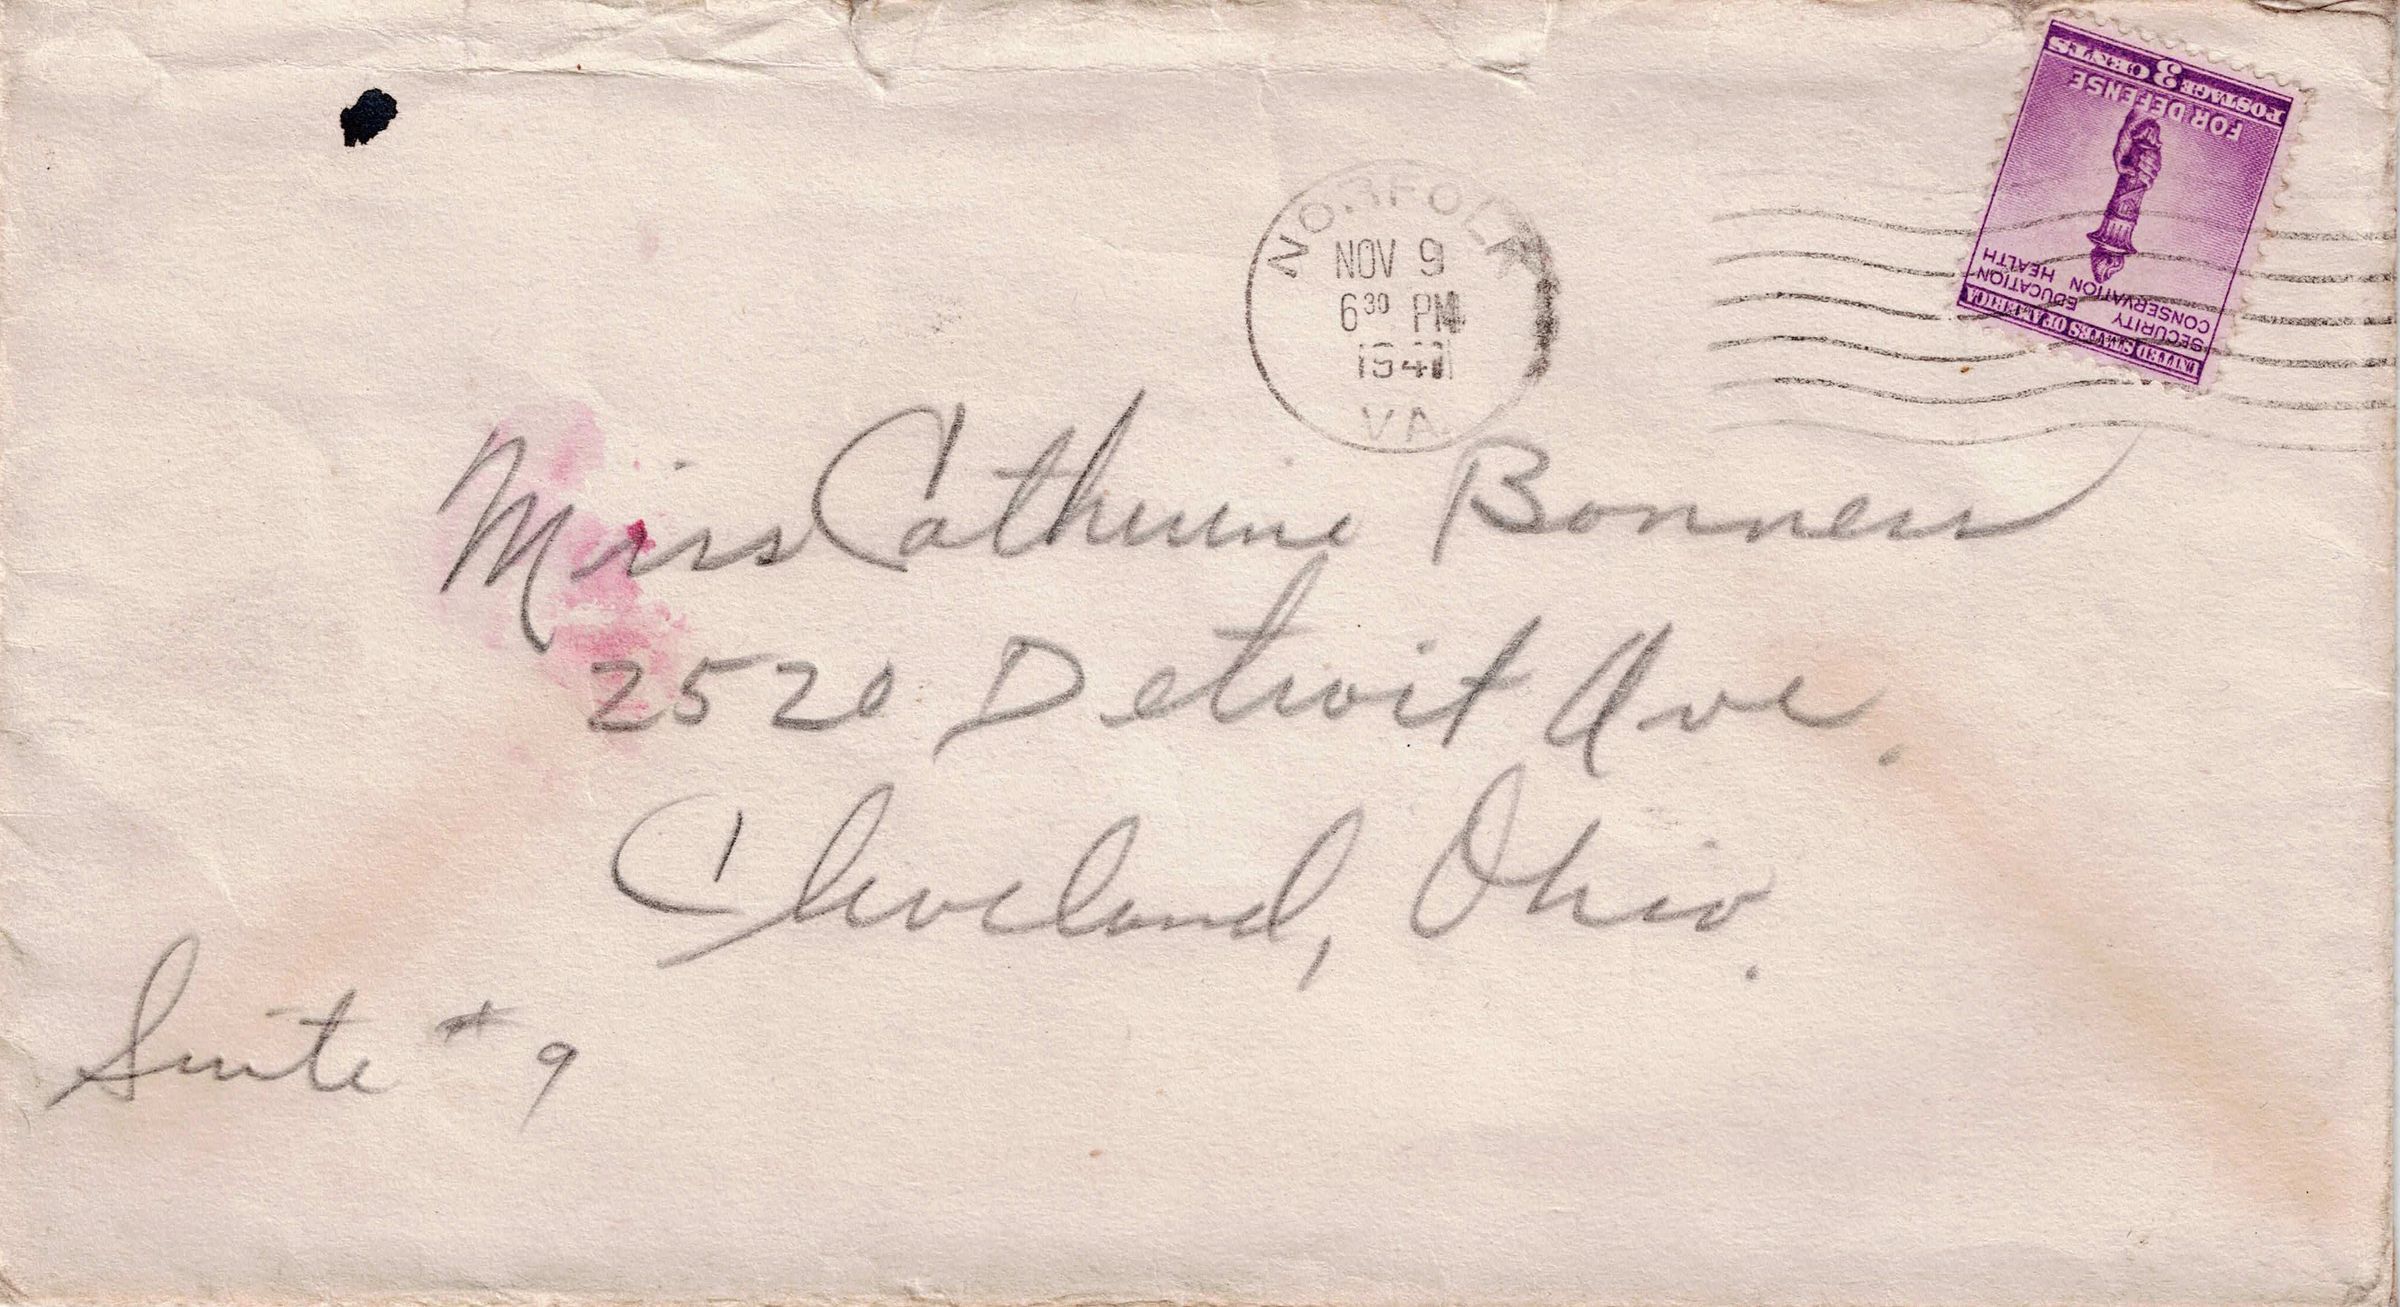 POSTAGE 3 CENTS
FOR DEFENSE
SECURITY EDUCATION
CONSERVATION HEALTH
UNITED STATES OF AMERICA
NORFOLK
NOV 9
6 30 PM
1941
VA.
Miss Catherine
2520 Detroit Ave.
Cleveland, Ohio.
Suite # 9